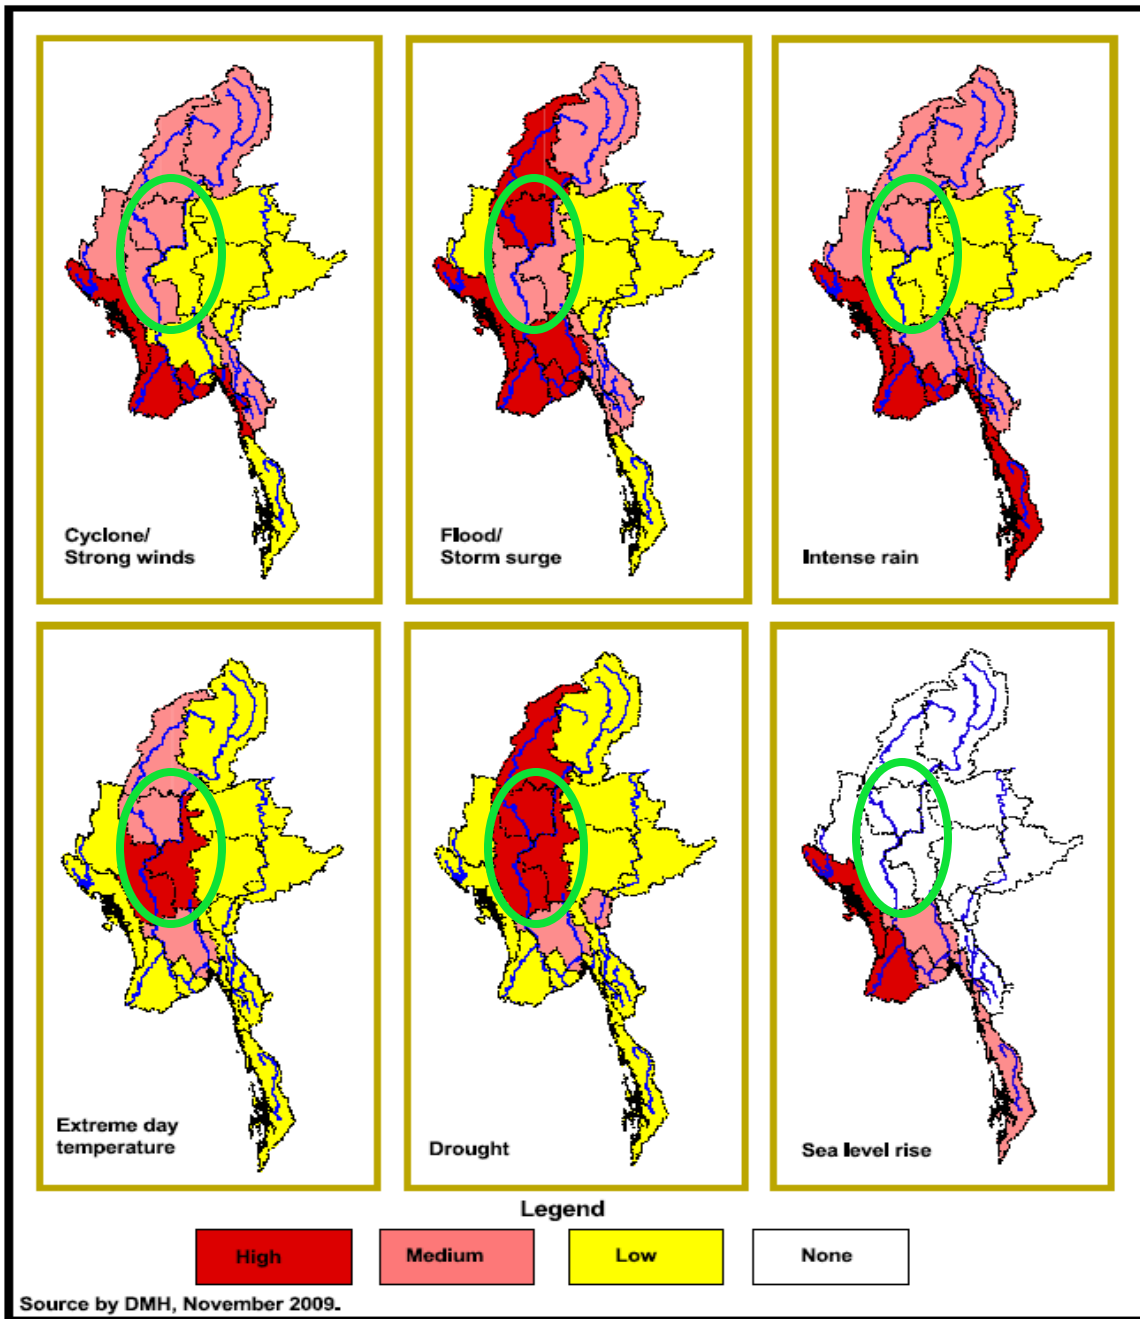 Cyclone/
Strong winds
Flood/
Storm surge
Intense rain
Extreme day
temperature
Drought
Sea level rise
Legend
High
Medium
Low
None
Source by DMH, November 2009.